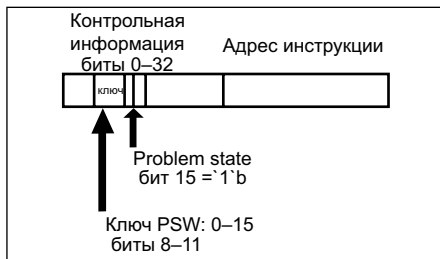 Контрольная
информация
биты 0–32
Адрес инструкции
ключ
Problem state
бит 15 =`1`b
Ключ PSW: 0–15
биты 8–11